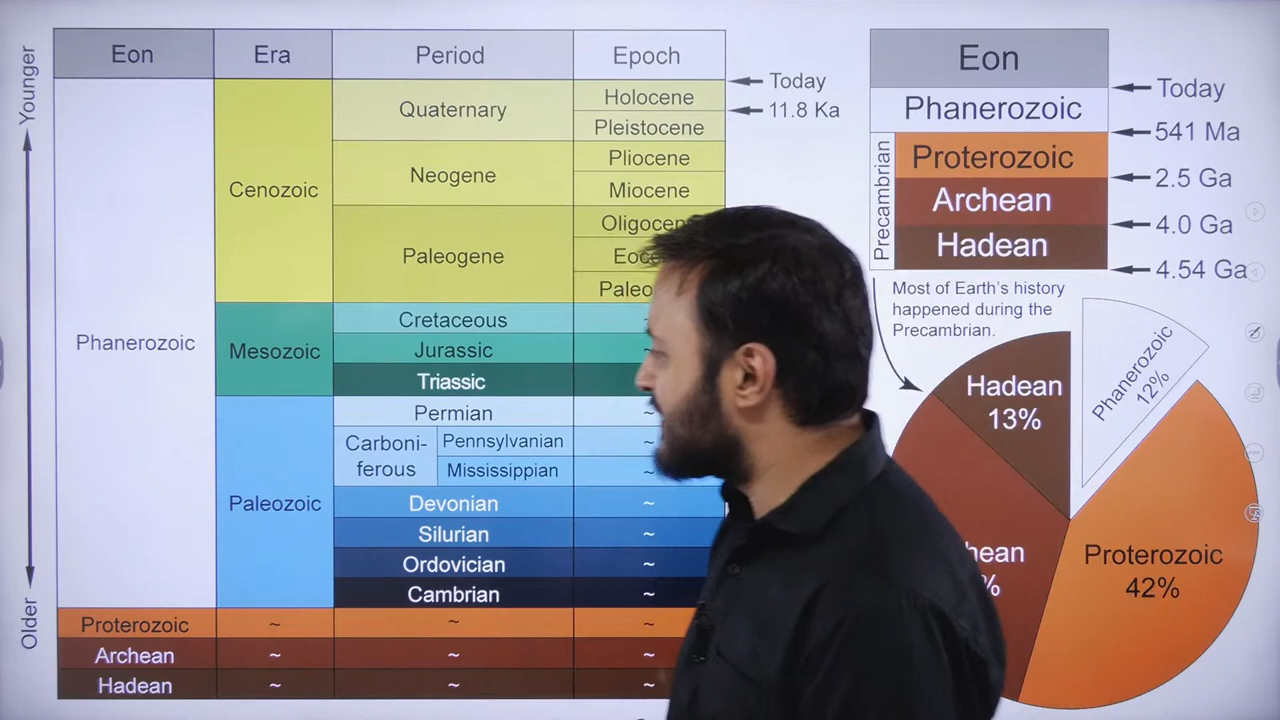 Younger
Older
Eon Era Period Epoch
Phanerozoic
Cenozoic
Quaternary
Holocene
Pleistocene
Neogene
Pliocene
Miocene
Paleogene
Mesozoic
Cretaceous
Jurassic
Triassic
Paleozoic
Permian ~
Carboni-
ferous
Pennsylvanian ~
Mississippian ~
Devonian ~
Silurian ~
Ordovician ~
Cambrian ~
Proterozoic ~ ~ ~
Archean ~ ~ ~
Hadean ~ ~ ~
Today
11.8 Ka
Eon
Phanerozoic
Precambrian
Proterozoic
Archean
Hadean
Today
541 Ma
2.5 Ga
4.0 Ga
4.54 Ga
Most of Earth's history
happened during the
Precambrian.
Hadean
13%
Phanerozoic
12%
Proterozoic
42%